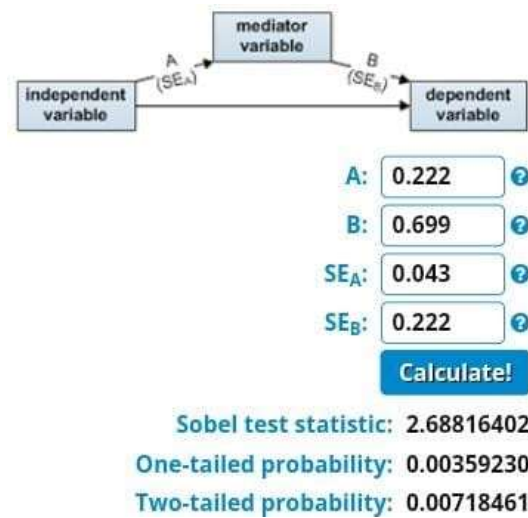 mediator
variable
A
(SEA)
B
(SEB)
independent
variable
dependent
variable
A: 0.222 ?
B: 0.699 ?
SEA: 0.043 ?
SEB: 0.222 ?
Calculate!
Sobel test statistic: 2.68816402
One-tailed probability: 0.00359230
Two-tailed probability: 0.00718461